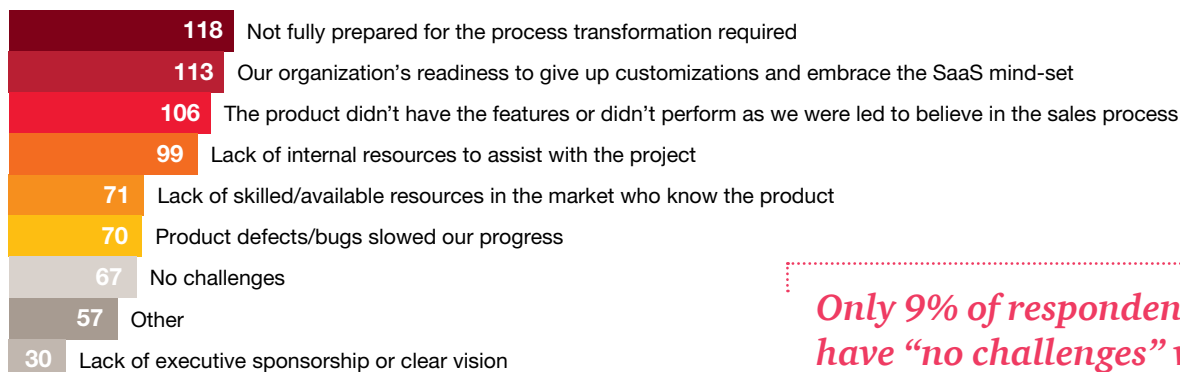 118 Not fully prepared for the process transformation required
113 Our organization’s readiness to give up customizations and embrace the SaaS mind-set
106 The product didn’t have the features or didn’t perform as we were led to believe in the sales process
99 Lack of internal resources to assist with the project
71 Lack of skilled/available resources in the market who know the product
70 Product defects/bugs slowed our progress
67 No challenges
57 Other
30 Lack of executive sponsorship or clear vision
Only 9% of
have “no challenges”